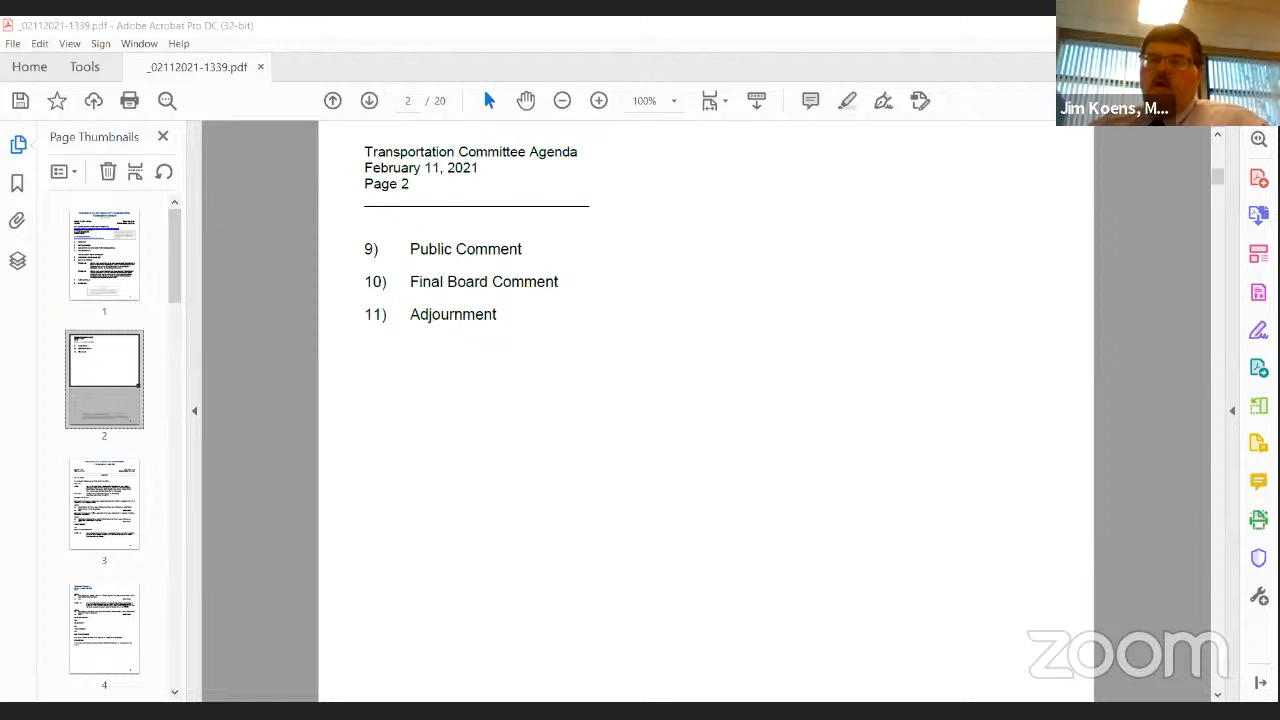 _02112021-1339.pdf - Adobe Acrobat Pro DC (32-bit)
File Edit View Sign Window Help
Home Tools _02112021-1339.pdf ×
2 / 20 100%
Jim Koens, M...
Page Thumbnails
1
2
3
4
Transportation Committee Agenda
February 11, 2021
Page 2
9) Public Comment
10) Final Board Comment
11) Adjournment
zoom